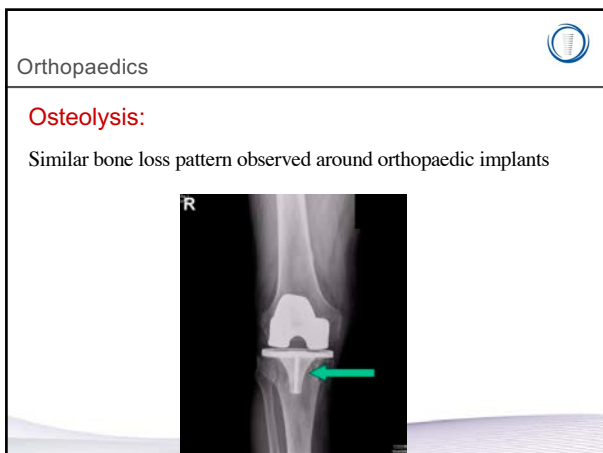 Orthopaedics
Osteolysis:
Similar bone loss pattern observed around orthopaedic implants
R